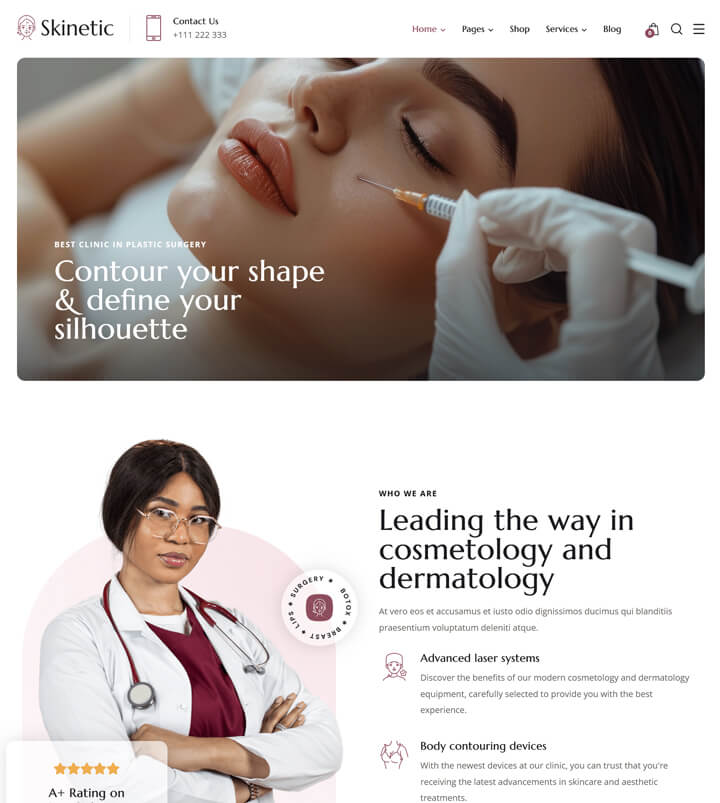 Skinetic
Contact Us
+111 222 333
Home
Pages
Shop
Services
Blog
0
BEST CLINIC IN PLASTIC SURGERY
Contour your shape
& define your
silhouette
WHO WE ARE
Leading the way in
cosmetology and
dermatology
At vero eos et accusamus et iusto odio dignissimos ducimus qui blanditiis
praesentium voluptatum deleniti atque.
SURGERY * BOTOX * BREAST * LIPS *
Advanced laser systems
Discover the benefits of our modern cosmetology and dermatology
equipment, carefully selected to provide you with the best
experience.
Body contouring devices
With the newest devices at our clinic, you can trust that you're
receiving the latest advancements in skincare and aesthetic
treatments.
A+ Rating on